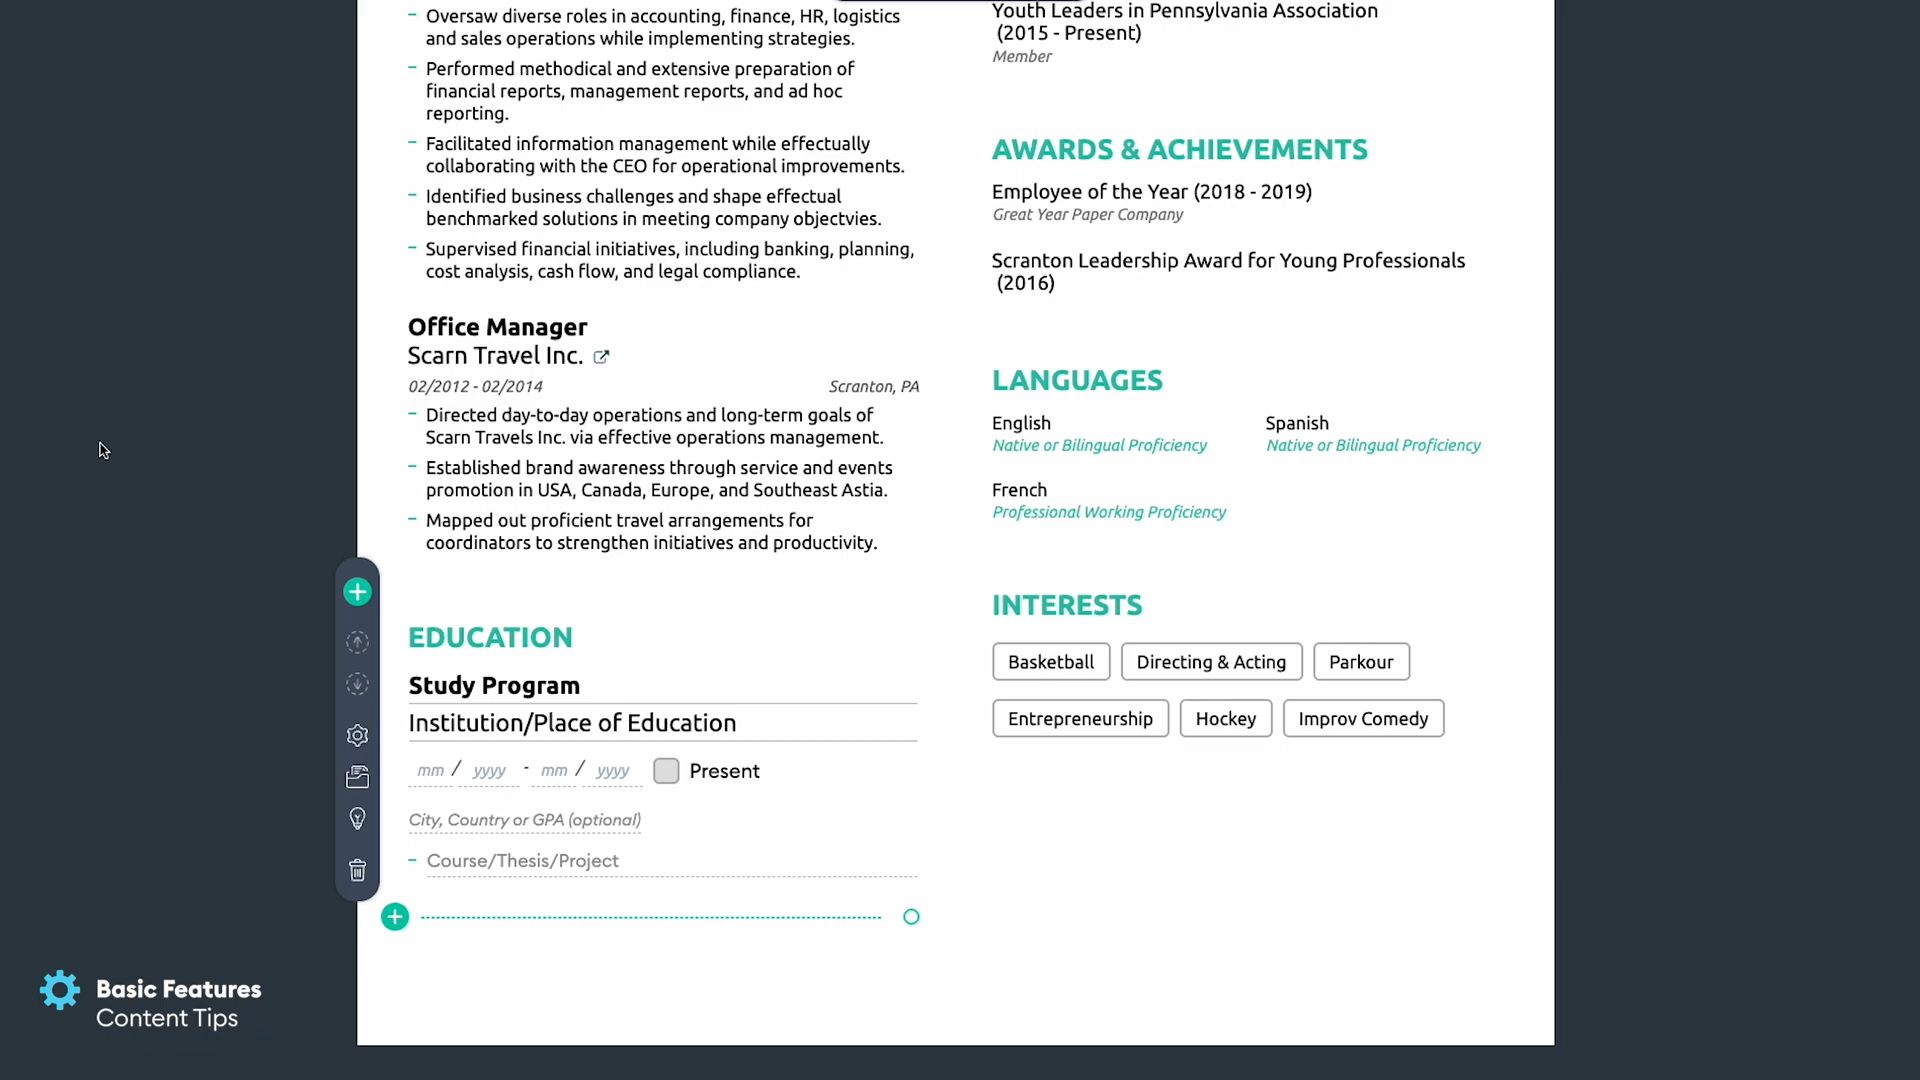 – Oversaw diverse roles in accounting, finance, HR, logistics
and sales operations while implementing strategies.
– Performed methodical and extensive preparation of
financial reports, management reports, and ad hoc
reporting.
– Facilitated information management while effectually
collaborating with the CEO for operational improvements.
– Identified business challenges and shape effectual
benchmarked solutions in meeting company objectvies.
– Supervised financial initiatives, including banking, planning,
cost analysis, cash flow, and legal compliance.
Office Manager
Scarn Travel Inc.
02/2012 - 02/2014 Scranton, PA
– Directed day-to-day operations and long-term goals of
Scarn Travels Inc. via effective operations management.
– Established brand awareness through service and events
promotion in USA, Canada, Europe, and Southeast Astia.
– Mapped out proficient travel arrangements for
coordinators to strengthen initiatives and productivity.
EDUCATION
Study Program
Institution/Place of Education
mm / yyyy - mm / yyyy Present
City, Country or GPA (optional)
– Course/Thesis/Project
Youth Leaders in Pennsylvania Association
(2015 - Present)
Member
AWARDS & ACHIEVEMENTS
Employee of the Year (2018 - 2019)
Great Year Paper Company
Scranton Leadership Award for Young Professionals
(2016)
LANGUAGES
English Spanish
Native or Bilingual Proficiency Native or Bilingual Proficiency
French
Professional Working Proficiency
INTERESTS
Basketball Directing & Acting Parkour
Entrepreneurship Hockey Improv Comedy
Basic Features
Content Tips